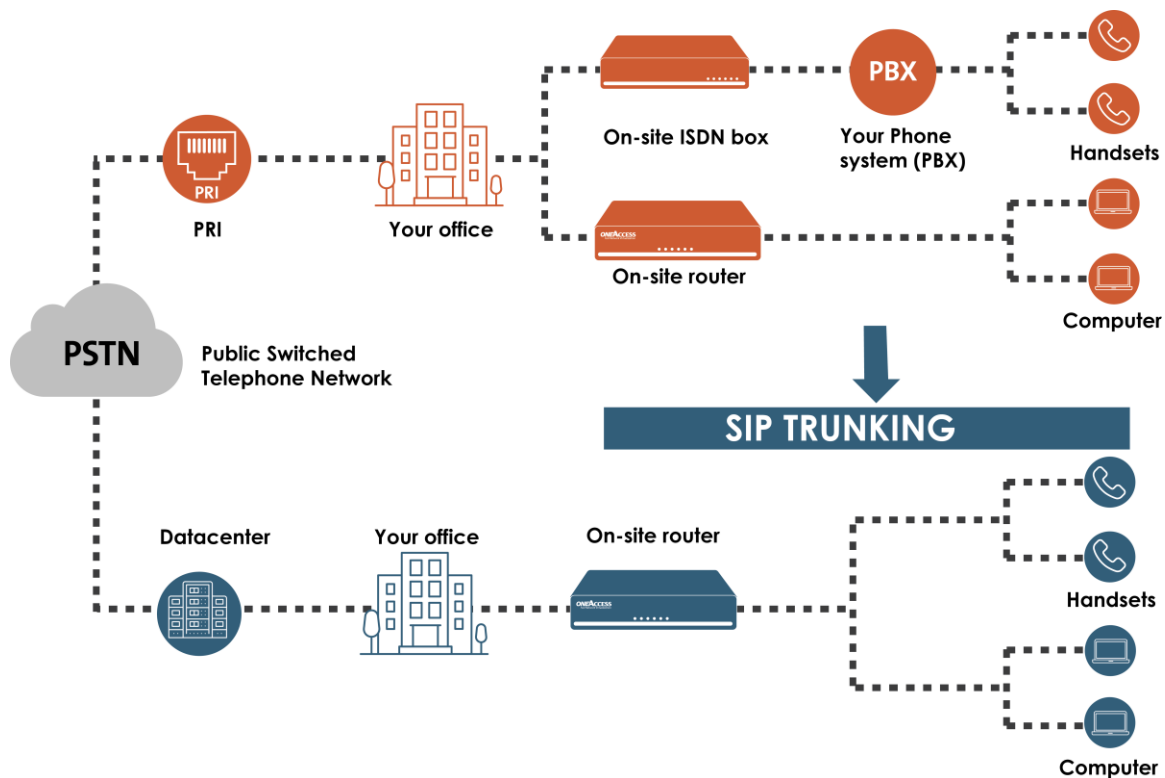 PBX
On-site ISDN box
Your Phone
system (PBX)
Handsets
PRI
PRI
Your office
ONEACCESS
On-site router
Computer
PSTN
Public Switched
Telephone Network
SIP TRUNKING
Datacenter
Your office
On-site router
ONEACCESS
Handsets
Computer